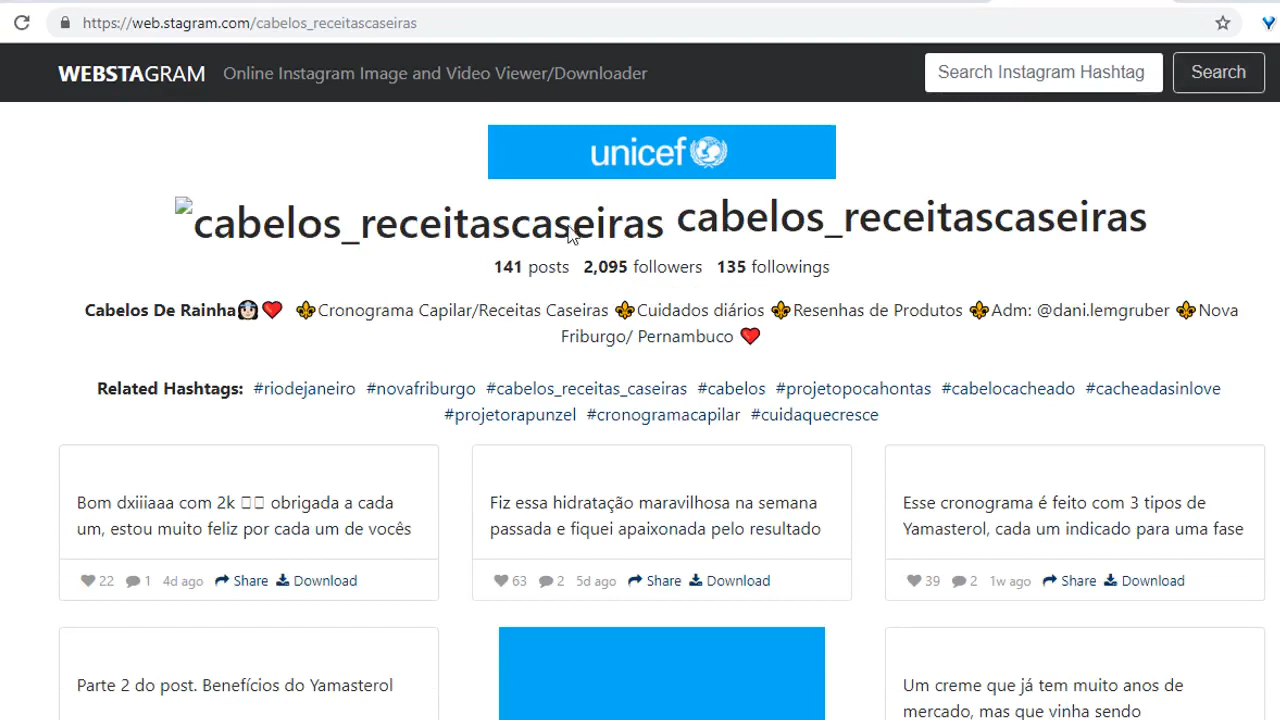 https://web.stagram.com/cabelos_receitascaseiras
WEBSTAGRAM Online Instagram Image and Video Viewer/Downloader Search Instagram Hashtag Search
unicef
cabelos_receitascaseiras cabelos_receitascaseiras
141 posts 2,095 followers 135 followings
Cabelos De Rainha👸🏻❤️ ⚜️Cronograma Capilar/Receitas Caseiras ⚜️Cuidados diários ⚜️Resenhas de Produtos ⚜️Adm: @dani.lemgruber ⚜️Nova
Friburgo/ Pernambuco ❤️
Related Hashtags: #riodejaneiro #novafriburgo #cabelos_receitas_caseiras #cabelos #projetopocahontas #cabelocacheado #cacheadasinlove
#projetorapunzel #cronogramacapilar #cuidaquecresce
Bom dxiiiaaa com 2k obrigada a cada
um, estou muito feliz por cada um de vocês
22 1 4d ago Share Download
Fiz essa hidratação maravilhosa na semana
passada e fiquei apaixonada pelo resultado
63 2 5d ago Share Download
Esse cronograma é feito com 3 tipos de
Yamasterol, cada um indicado para uma fase
39 2 1w ago Share Download
Parte 2 do post. Benefícios do Yamasterol
Um creme que já tem muito anos de
mercado, mas que vinha sendo